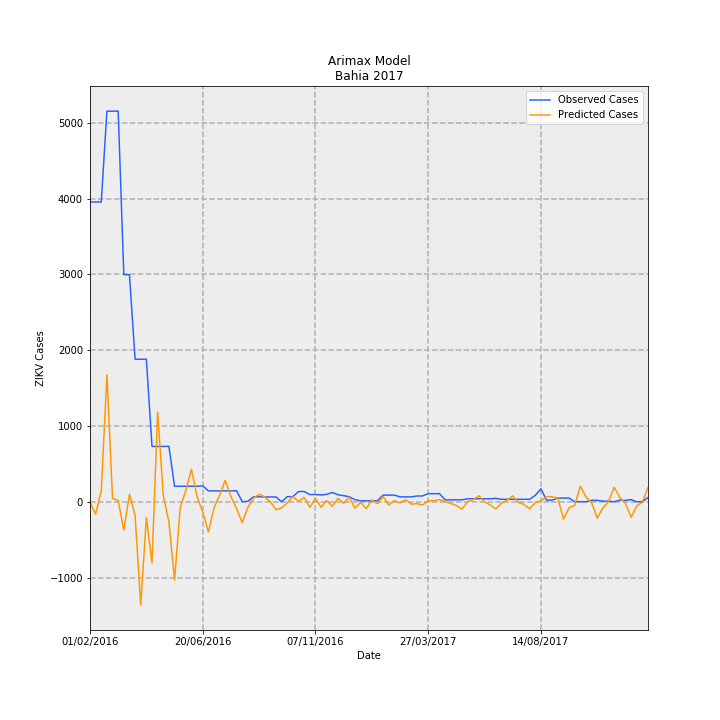 Arimax Model
Bahia 2017
Observed Cases
Predicted Cases
5000
4000
3000
2000
1000
0
−1000
ZIKV Cases
01/02/2016
20/06/2016
07/11/2016
27/03/2017
14/08/2017
Date